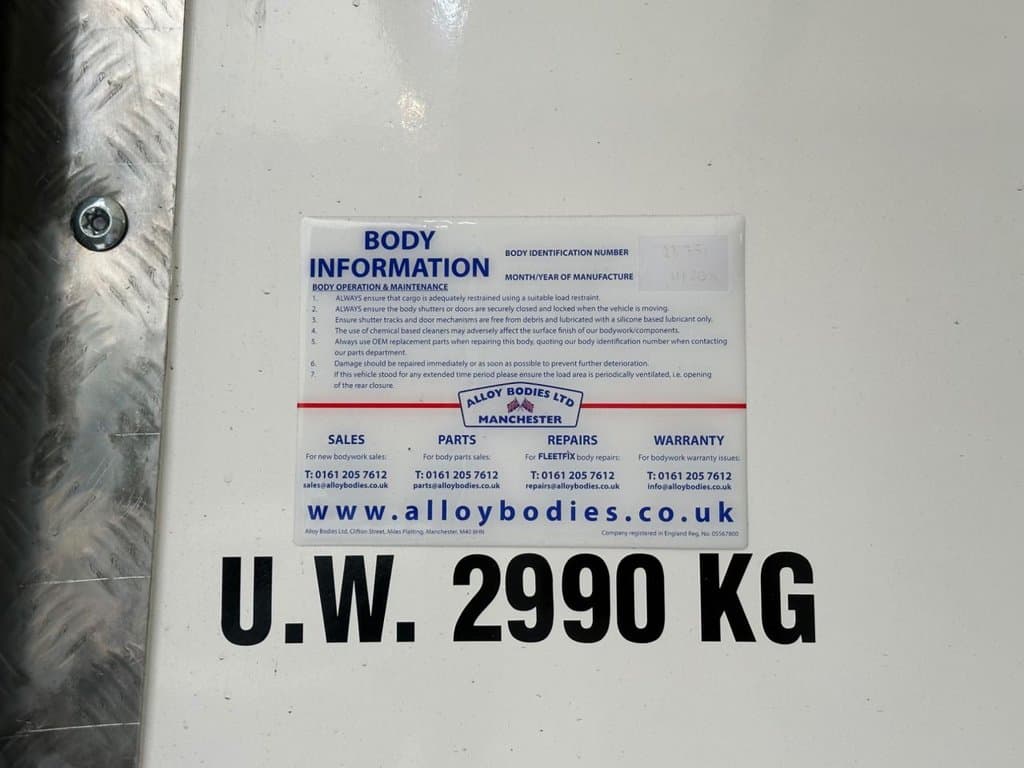 BODY
INFORMATION
BODY IDENTIFICATION NUMBER
MONTH/YEAR OF MANUFACTURE
BODY OPERATION & MAINTENANCE
1. ALWAYS ensure that cargo is adequately restrained using a suitable load restraint.
2. ALWAYS ensure the body shutters or doors are securely closed and locked when the vehicle is moving.
3. Ensure shutter tracks and door mechanisms are free from debris and lubricated with a silicone based lubricant only.
4. The use of chemical based cleaners may adversely affect the surface finish of our bodywork/components.
5. Always use OEM replacement parts when repairing this body, quoting our body identification number when contacting
our parts department.
6. Damage should be repaired immediately or as soon as possible to prevent further deterioration.
7. If this vehicle stood for any extended time period please ensure the load area is periodically ventilated, i.e. opening
of the rear closure.
ALLOY BODIES LTD
MANCHESTER
SALES PARTS REPAIRS WARRANTY
For new bodywork sales: For body parts sales: For FLEETFIX body repairs: For bodywork warranty issues:
T: 0161 205 7612 T: 0161 205 7612 T: 0161 205 7612 T: 0161 205 7612
sales@alloybodies.co.uk parts@alloybodies.co.uk repairs@alloybodies.co.uk info@alloybodies.co.uk
www.alloybodies.co.uk
Alloy Bodies Ltd, Clifton Street, Miles Platting, Manchester, M40 8HN Company registered in England Reg. No. 05567800
U.W. 2990 KG